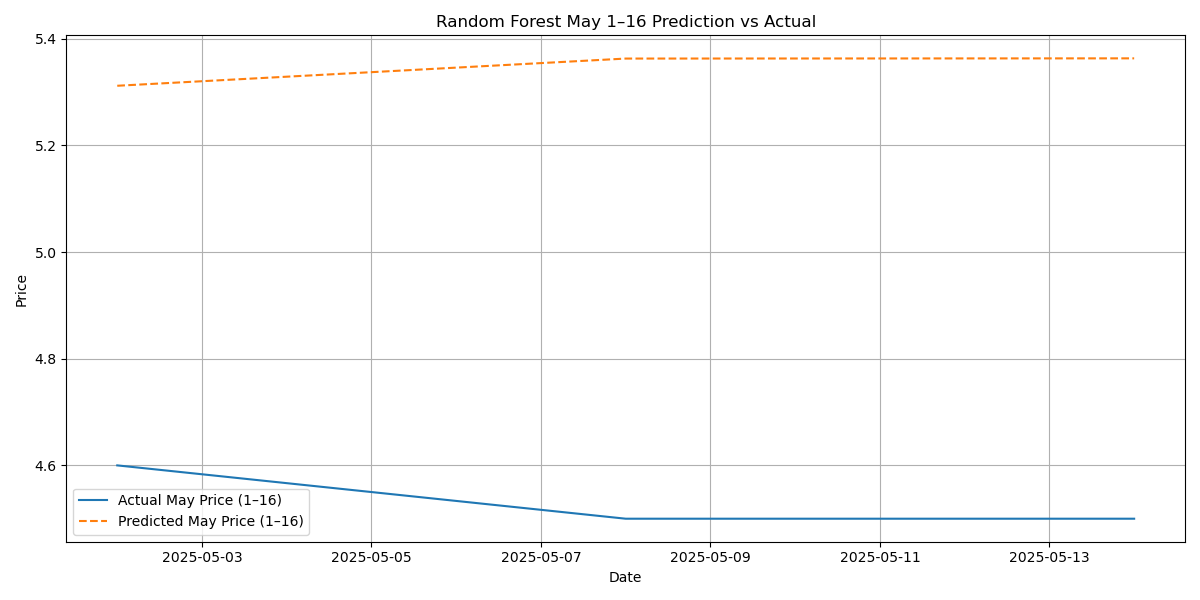 Random Forest May 1–16 Prediction vs Actual
5.4
5.2
5.0
4.8
4.6
Price
Actual May Price (1–16)
Predicted May Price (1–16)
2025-05-03
2025-05-05
2025-05-07
2025-05-09
2025-05-11
2025-05-13
Date